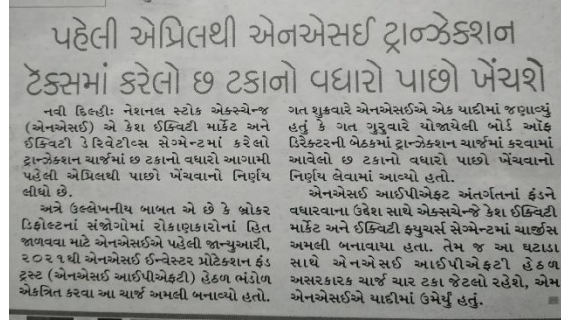 પહેલી એપ્રિલથી એનએસઈ ટ્રાન્ઝેક્શન
ટેક્સમાં કરેલો છ ટકાનો વધારો પાછો ખેંચશે
નવી દિલ્હી: નેશનલ સ્ટોક એક્સ્ચેન્જ
(એનએસઈ) એ કેશ ઈક્વિટી માર્કેટ અને
ઈક્વિટી ડેરિવેટીવ્સ સેગ્મેન્ટમાં કરેલો
ટ્રાન્ઝેક્શન ચાર્જમાં છ ટકાનો વધારો આગામી
પહેલી એપ્રિલથી પાછો ખેંચવાનો નિર્ણય
લીધો છે.
અત્રે ઉલ્લેખનીય બાબત એ છે કે બ્રોકર
ડિફોલ્ટનાં સંજોગોમાં રોકાણકારોનાં હિત
જાળવવા માટે એનએસઈએ પહેલી જાન્યુઆરી,
૨૦૨૧થી એનએસઈ ઈન્વેસ્ટર પ્રોટેક્શન ફંડ
ટ્રસ્ટ (એનએસઈ આઈપીએફટી) હેઠળ ભંડોળ
એકત્રિત કરવા આ ચાર્જ અમલી બનાવ્યો હતો.
ગત શુક્રવારે એનએસઈએ એક યાદીમાં જણાવ્યું
હતું કે ગત ગુરુવારે યોજાયેલી બોર્ડ ઑફ
ડિરેક્ટરની બેઠકમાં ટ્રાન્ઝેક્શન ચાર્જમાં કરવામાં
આવેલો છ ટકાનો વધારો પાછો ખેંચવાનો
નિર્ણય લેવામાં આવ્યો હતો.
એનએસઈ આઈપીએફટ અંતર્ગતનાં ફંડને
વધારવાના ઉદ્દેશ સાથે એક્સચેન્જે કેશ ઈક્વિટી
માર્કેટ અને ઈક્વિટી ફ્યુચર્સ સેગ્મેન્ટમાં ચાર્જીસ
અમલી બનાવાયા હતા. તેમ જ આ ઘટાડા
સાથે એનએસઈ આઈપીએફટી હેઠળ
અસરકારક ચાર્જ ચાર ટકા જેટલો રહેશે, એમ
એનએસઈએ યાદીમાં ઉમેર્યું હતું.